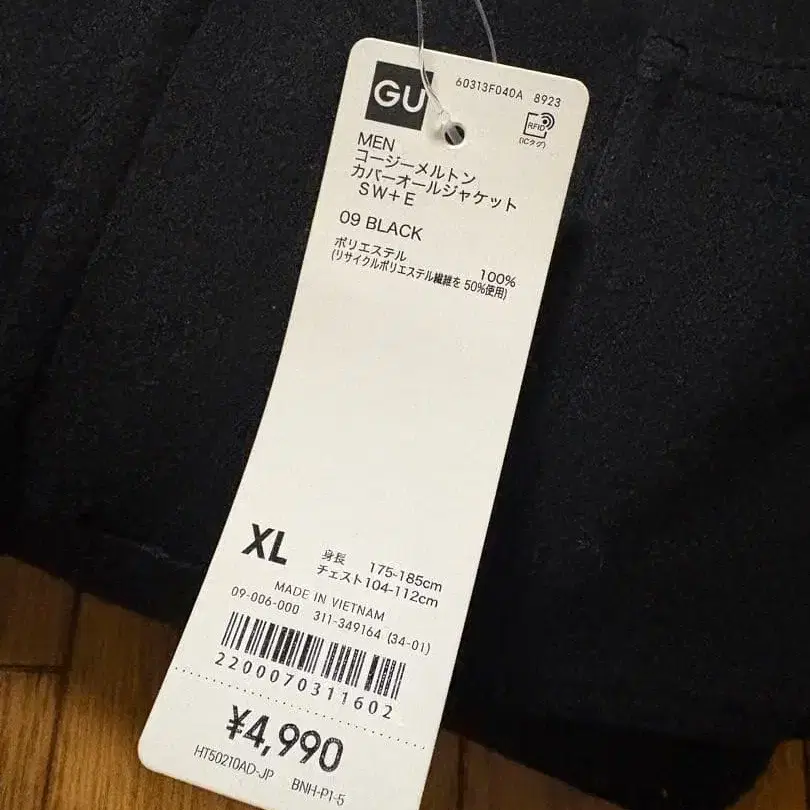 GU
60313F040A 8923
RFID
(ICタグ)
MEN
コージーメルトン
カバーオールジャケット
SW+E
09 BLACK
ポリエステル 100%
(リサイクルポリエステル繊維を 50%使用)
XL
身長 175-185cm
チェスト104-112cm
MADE IN VIETNAM
09-006-000 311-349164 (34-01)
2200070311602
¥4,990
HT50210AD-JP BNH-P1-5